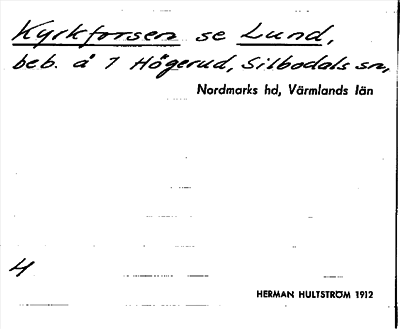 Kyrkforsen se Lund,
beb. å 7 Högerud, Silbodals sn,
Nordmarks hd, Värmlands län
4
HERMAN HULTSTRÖM 1912